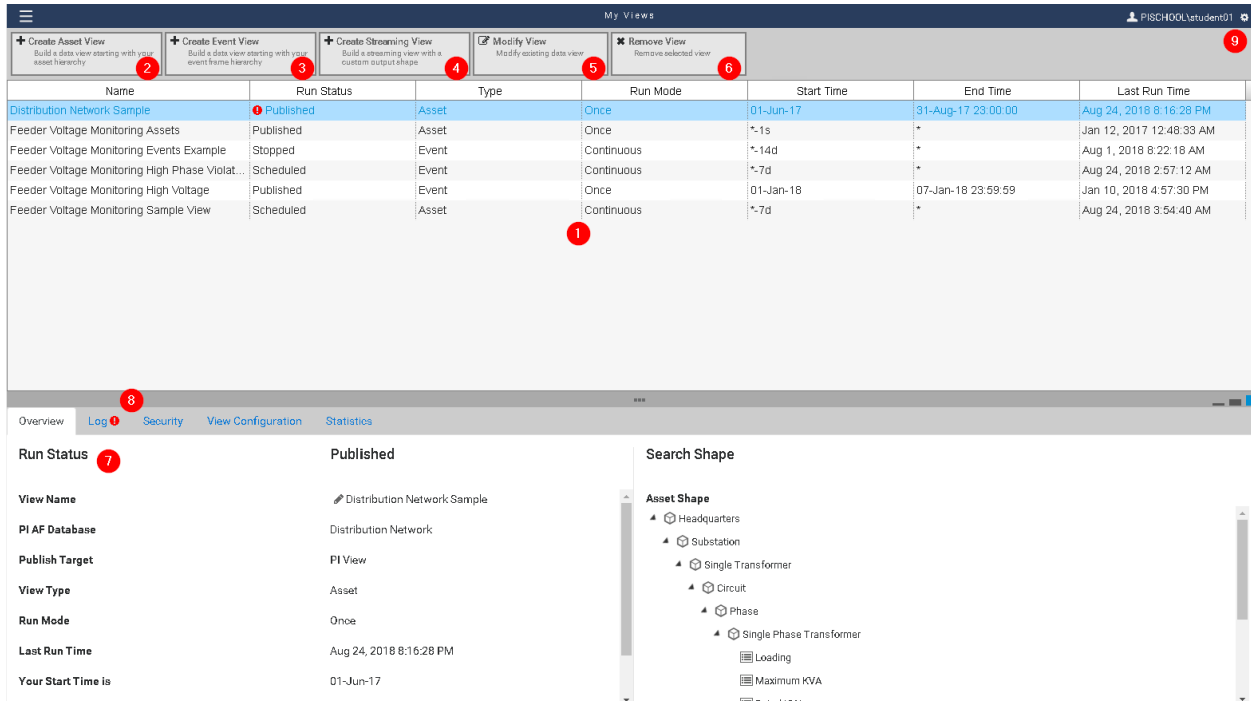 My Views
PISCHOOL\student01
9
Create Asset View
Build a data view starting with your
asset hierarchy
2
Create Event View
Build a data view starting with your
event frame hierarchy
3
Create Streaming View
Build a streaming view with a
custom output shape
4
Modify View
Modify existing data view
5
Remove View
Remove selected view
6
Name Run Status Type Run Mode Start Time End Time Last Run Time
Distribution Network Sample Published Asset Once 01-Jun-17 31-Aug-17 23:00:00 Aug 24, 2018 8:16:28 PM
Feeder Voltage Monitoring Assets Published Asset Once *-1s * Jan 12, 2017 12:48:33 AM
Feeder Voltage Monitoring Events Example Stopped Event Continuous *-14d * Aug 1, 2018 8:22:18 AM
Feeder Voltage Monitoring High Phase Violat... Scheduled Event Continuous *-7d * Aug 24, 2018 2:57:12 AM
Feeder Voltage Monitoring High Voltage Published Event Once 01-Jan-18 07-Jan-18 23:59:59 Jan 10, 2018 4:57:30 PM
Feeder Voltage Monitoring Sample View Scheduled Asset Continuous *-7d * Aug 24, 2018 3:54:40 AM
1
8
Overview Log Security View Configuration Statistics
Run Status 7 Published
View Name Distribution Network Sample
PI AF Database Distribution Network
Publish Target PI View
View Type Asset
Run Mode Once
Last Run Time Aug 24, 2018 8:16:28 PM
Your Start Time is 01-Jun-17
Search Shape
Asset Shape
Headquarters
Substation
Single Transformer
Circuit
Phase
Single Phase Transformer
Loading
Maximum KVA